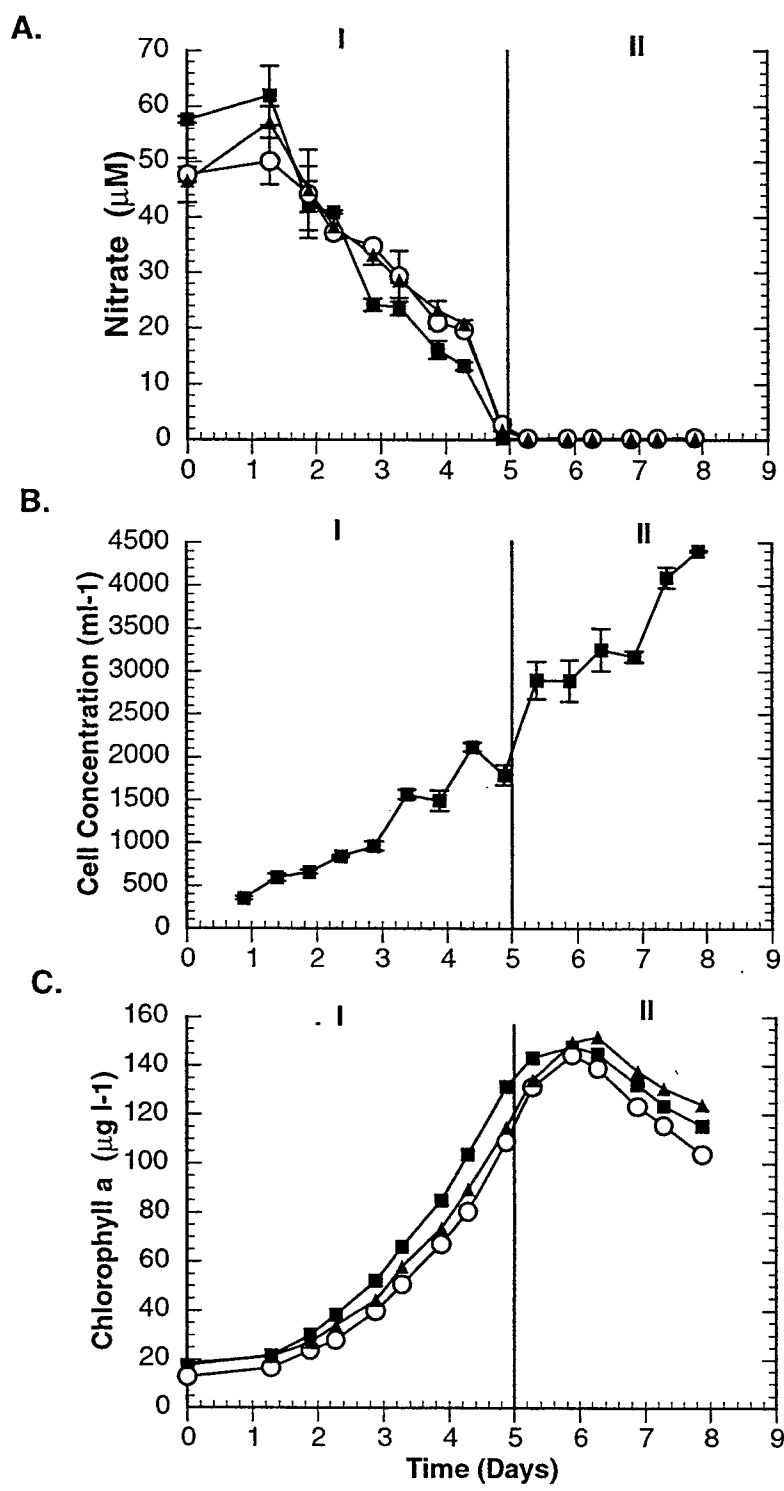 A.
I II
70
60
50
40
30
20
10
0
Nitrate (μM)
0 1 2 3 4 5 6 7 8 9
B.
I II
4500
4000
3500
3000
2500
2000
1500
1000
500
0
Cell Concentration (ml-1)
0 1 2 3 4 5 6 7 8 9
C.
I II
160
140
120
100
80
60
40
20
0
Chlorophyll a (μg l-1)
0 1 2 3 4 5 6 7 8 9
Time (Days)